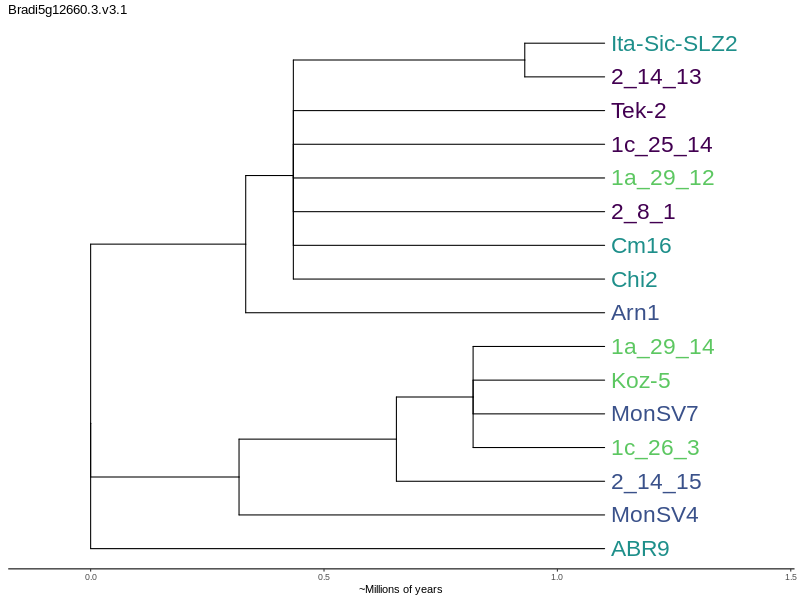 Bradi5g12660.3.v3.1
Ita-Sic-SLZ2
2_14_13
Tek-2
1c_25_14
1a_29_12
2_8_1
Cm16
Chi2
Arn1
1a_29_14
Koz-5
MonSV7
1c_26_3
2_14_15
MonSV4
ABR9
0.0 0.5 1.0 1.5
~Millions of years